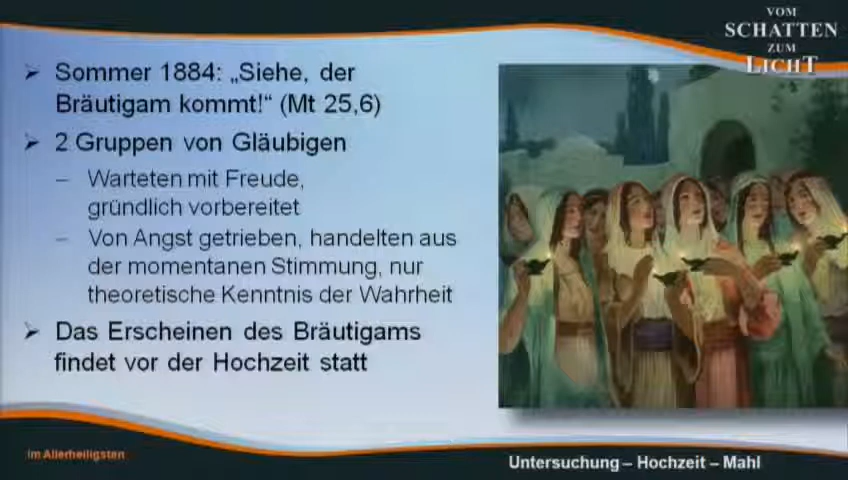 VOM
SCHATTEN
ZUM
LICHT
➢ Sommer 1884: „Siehe, der
Bräutigam kommt!“ (Mt 25,6)
➢ 2 Gruppen von Gläubigen
– Warteten mit Freude,
gründlich vorbereitet
– Von Angst getrieben, handelten aus
der momentanen Stimmung, nur
theoretische Kenntnis der Wahrheit
➢ Das Erscheinen des Bräutigams
findet vor der Hochzeit statt
Im Allerheiligsten
Untersuchung – Hochzeit – Mahl